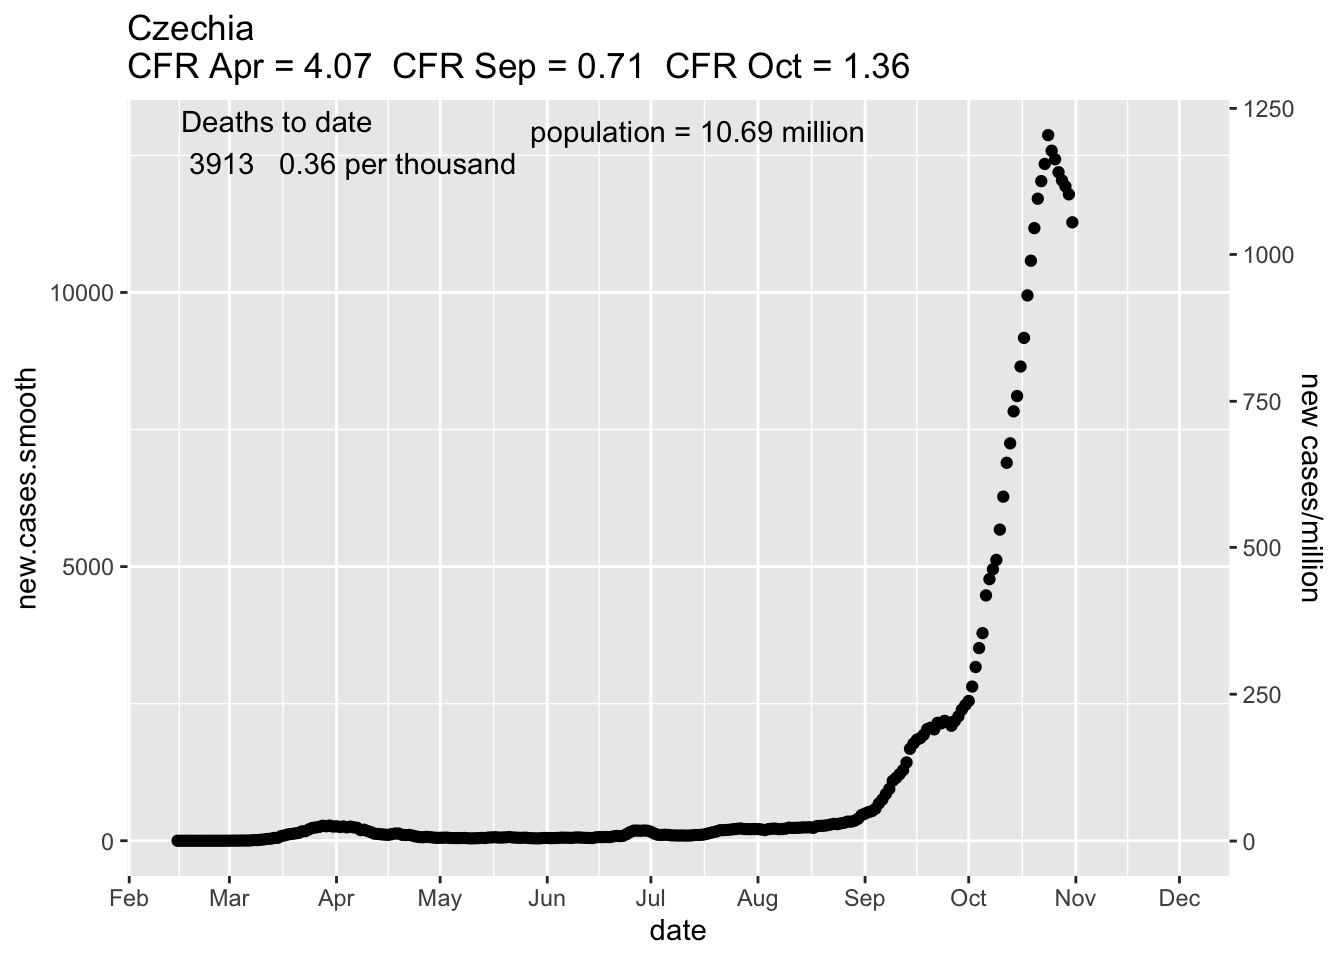 Czechia
CFR Apr = 4.07  CFR Sep = 0.71  CFR Oct = 1.36
Deaths to date
3913   0.36 per thousand
population = 10.69 million
new.cases.smooth
10000
5000
0
1250
1000
750
500
250
0
new cases/million
Feb Mar Apr May Jun Jul Aug Sep Oct Nov Dec
date